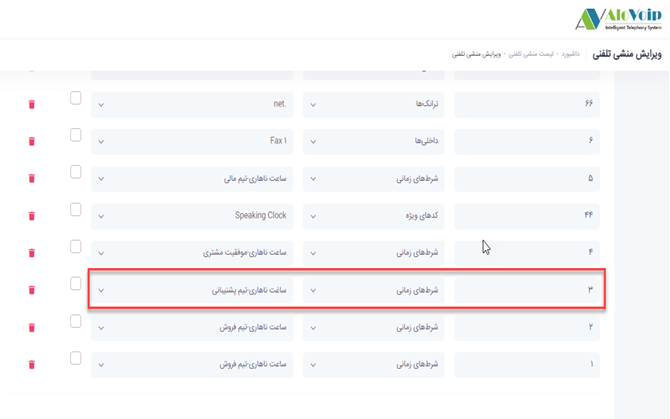 AloVoip
Intelligent Telephony System
ویرایش منشی تلفنی داشبورد - لیست منشی تلفنی - ویرایش منشی تلفنی
۶۶ ترانک‌ها .net
۶ داخلی‌ها Fax ۱
۵ شرط‌های زمانی ساعت ناهاری-تیم مالی
۴۴ کدهای ویژه Speaking Clock
۴ شرط‌های زمانی ساعت ناهاری-موفقیت مشتری
۳ شرط‌های زمانی ساعت ناهاری-تیم پشتیبانی
۲ شرط‌های زمانی ساعت ناهاری-تیم فروش
۱ شرط‌های زمانی ساعت ناهاری-تیم فروش